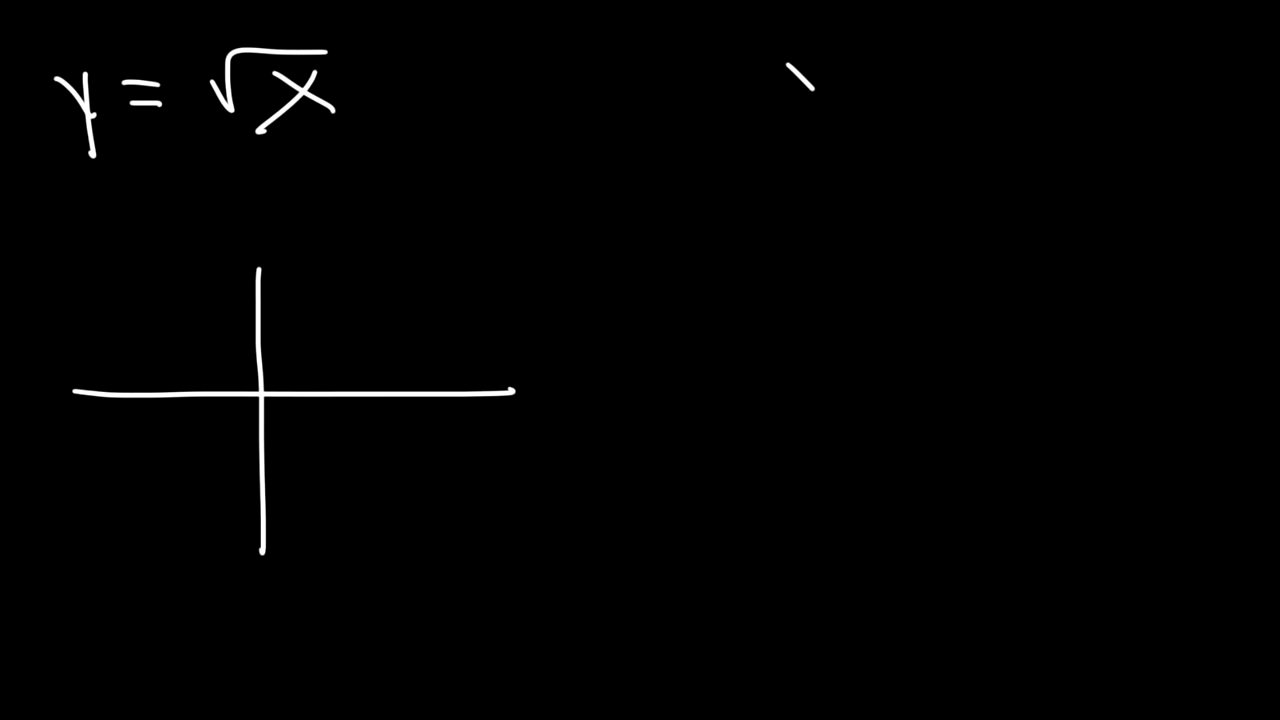 y = √x